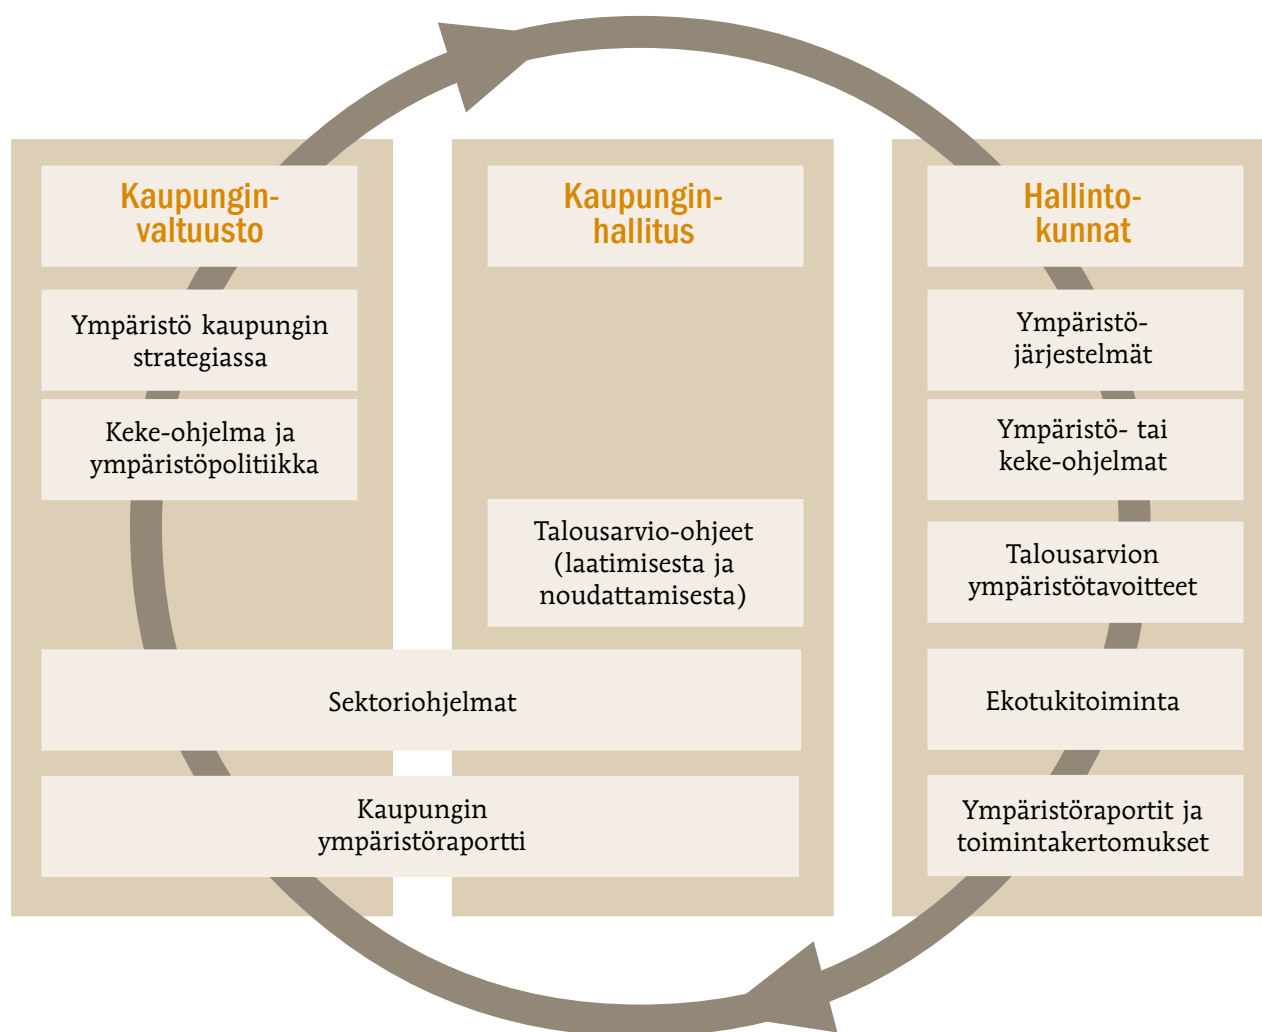 Kaupungin-
valtuusto
Ympäristö kaupungin
strategiassa
Keke-ohjelma ja
ympäristöpolitiikka
Kaupungin-
hallitus
Talousarvio-ohjeet
(laatimisesta ja
noudattamisesta)
Sektoriohjelmat
Kaupungin
ympäristöraportti
Hallinto-
kunnat
Ympäristö-
järjestelmät
Ympäristö- tai
keke-ohjelmat
Talousarvion
ympäristötavoitteet
Ekotukitoiminta
Ympäristöraportit ja
toimintakertomukset